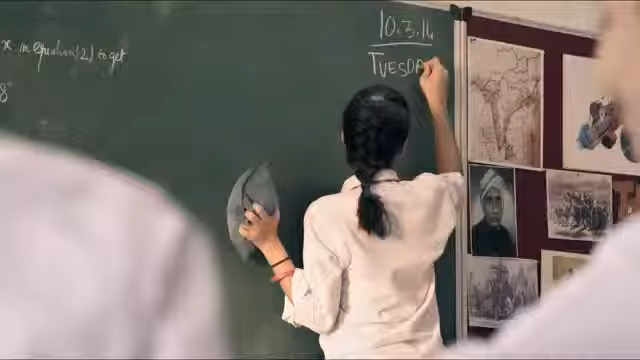 x in equation (2) to get
8°
10.3.14
TUESDA